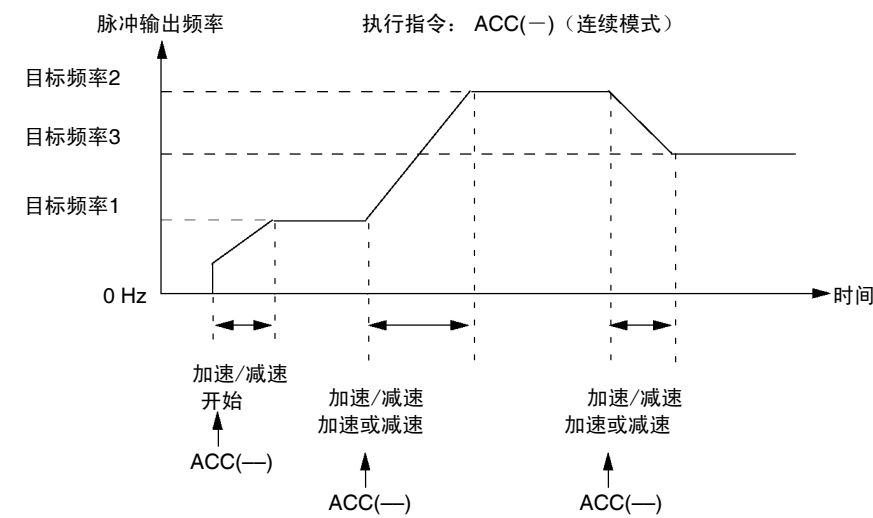 脉冲输出频率
执行指令： ACC(－)（连续模式）
目标频率2
目标频率3
目标频率1
0 Hz
时间
加速/减速
开始
加速/减速
加速或减速
加速/减速
加速或减速
ACC(—)
ACC(—)
ACC(—)